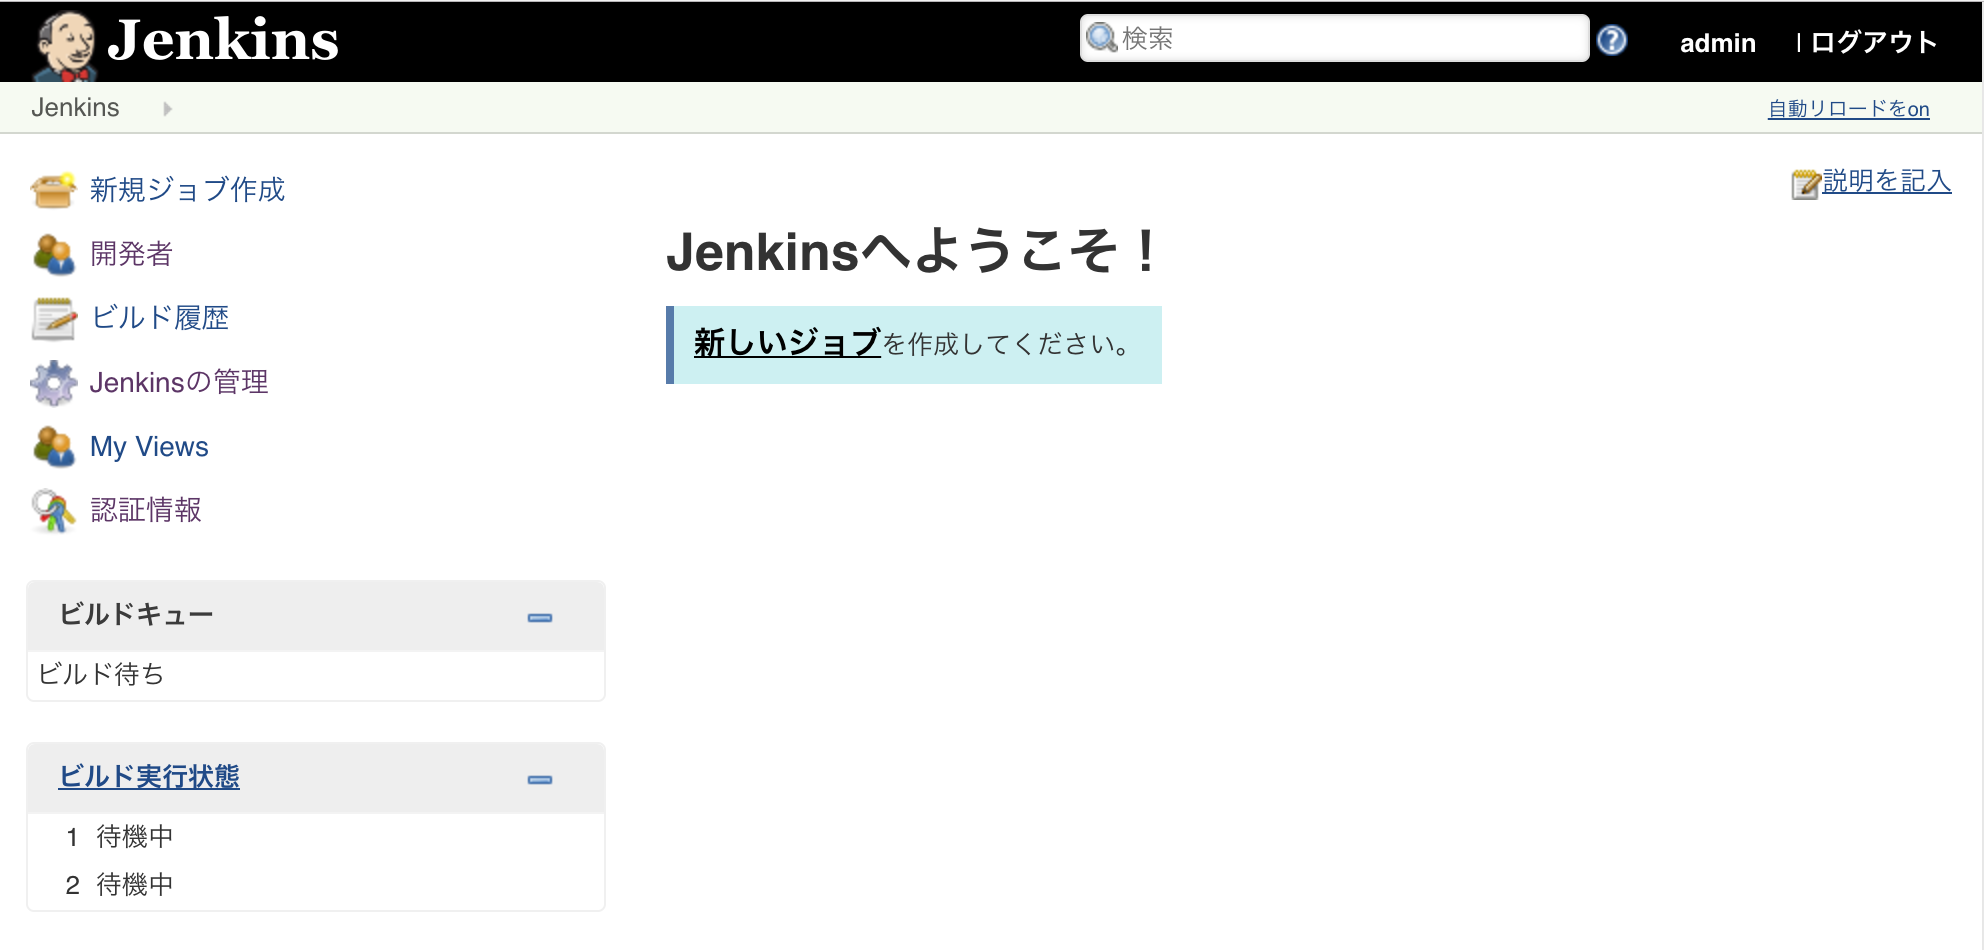 Jenkins
検索
admin
| ログアウト
Jenkins
自動リロードをon
新規ジョブ作成
開発者
ビルド履歴
Jenkinsの管理
My Views
認証情報
ビルドキュー
ビルド待ち
ビルド実行状態
1 待機中
2 待機中
説明を記入
Jenkinsへようこそ！
新しいジョブを作成してください。